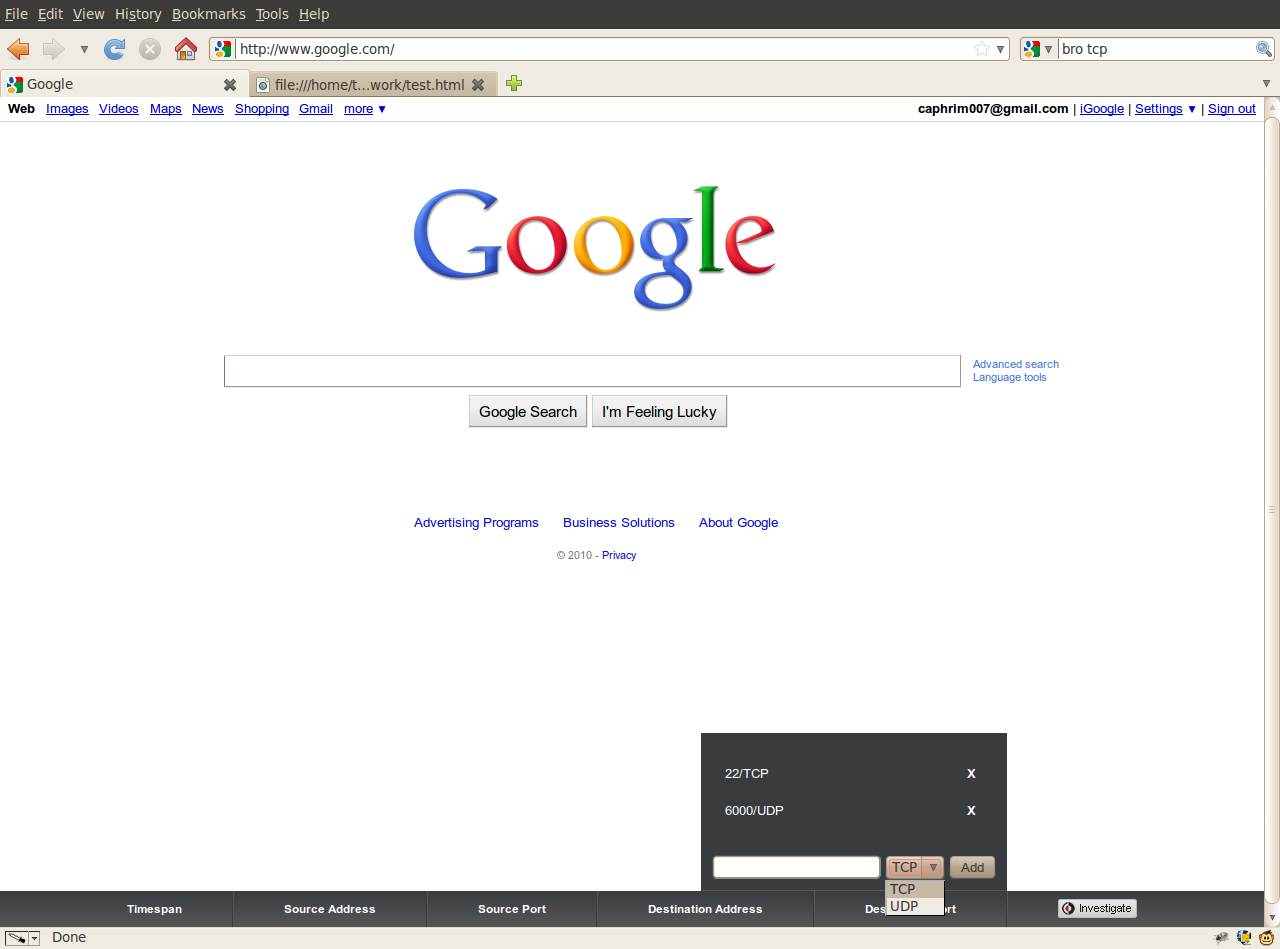 File Edit View History Bookmarks Tools Help
http://www.google.com/ bro tcp
Google file:///home/t...work/test.html
Web Images Videos Maps News Shopping Gmail more ▼ caphrim007@gmail.com | iGoogle | Settings ▼ | Sign out
Google
Advanced search
Language tools
Google Search I'm Feeling Lucky
Advertising Programs Business Solutions About Google
© 2010 - Privacy
22/TCP X
6000/UDP X
TCP Add
TCP
UDP
Timespan Source Address Source Port Destination Address Investigate
Done